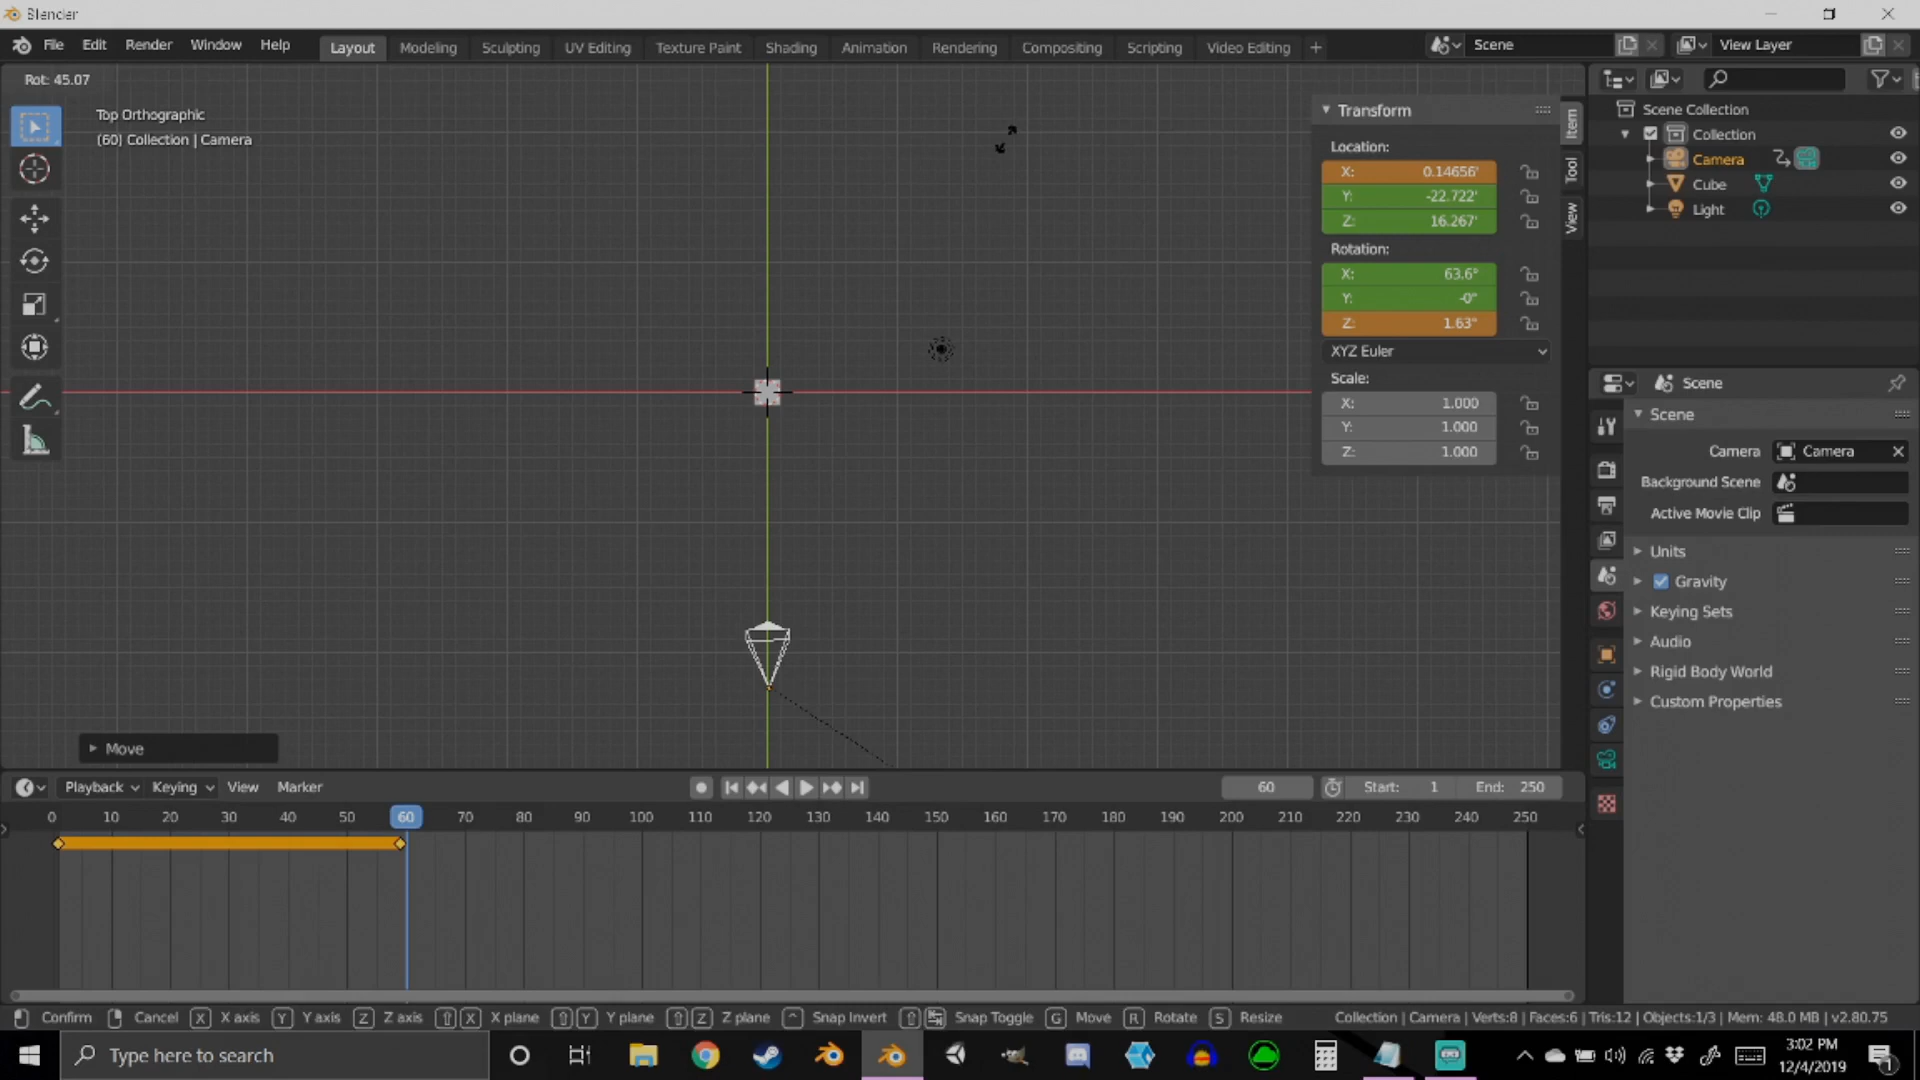 Blender
File Edit Render Window Help Layout Modeling Sculpting UV Editing Texture Paint Shading Animation Rendering Compositing Scripting Video Editing + Scene View Layer
Rot: 45.07
Top Orthographic
(60) Collection | Camera
Transform
Location:
X: 0.14656'
Y: -22.722'
Z: 16.267'
Rotation:
X: 63.6°
Y: -0°
Z: 1.63°
XYZ Euler
Scale:
X: 1.000
Y: 1.000
Z: 1.000
Item
Tool
View
Scene Collection
Collection
Camera
Cube
Light
Scene
Scene
Camera Camera
Background Scene
Active Movie Clip
Units
Gravity
Keying Sets
Audio
Rigid Body World
Custom Properties
Move
Playback Keying View Marker 60 Start: 1 End: 250
0 10 20 30 40 50 60 70 80 90 100 110 120 130 140 150 160 170 180 190 200 210 220 230 240 250
Confirm Cancel X X axis Y Y axis Z Z axis X X plane Y Y plane Z Z plane ^ Snap Invert Snap Toggle G Move R Rotate S Resize Collection | Camera | Verts:8 | Faces:6 | Tris:12 | Objects:1/3 | Mem: 48.0 MB | v2.80.75
Type here to search
3:02 PM
12/4/2019
1